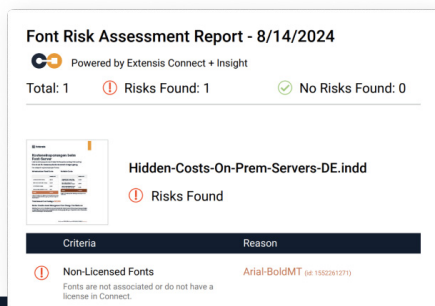 Font Risk Assessment Report - 8/14/2024
Powered by Extensis Connect + Insight
Total: 1 Risks Found: 1 No Risks Found: 0
Hidden-Costs-On-Prem-Servers-DE.indd
Risks Found
Criteria Reason
Non-Licensed Fonts Arial-BoldMT (id: 1552261271)
Fonts are not associated or do not have a
license in Connect.